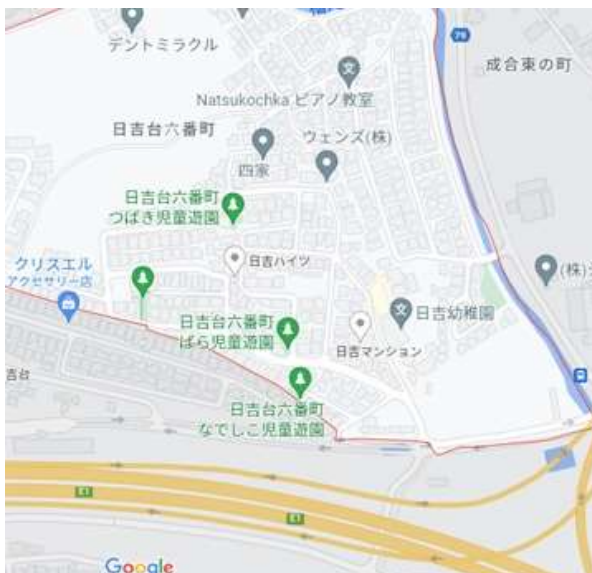 デントミラクル
79
成合東の町
文
Natsukochka ピアノ教室
日吉台六番町
ウェンズ(株)
四家
日吉台六番町
つばき児童遊園
日吉ハイツ
クリスエル
アクセサリー店
(株)
日吉台六番町
ばら児童遊園
文
日吉幼稚園
日吉マンション
吉台
日吉台六番町
なでしこ児童遊園
E1
E1
Google